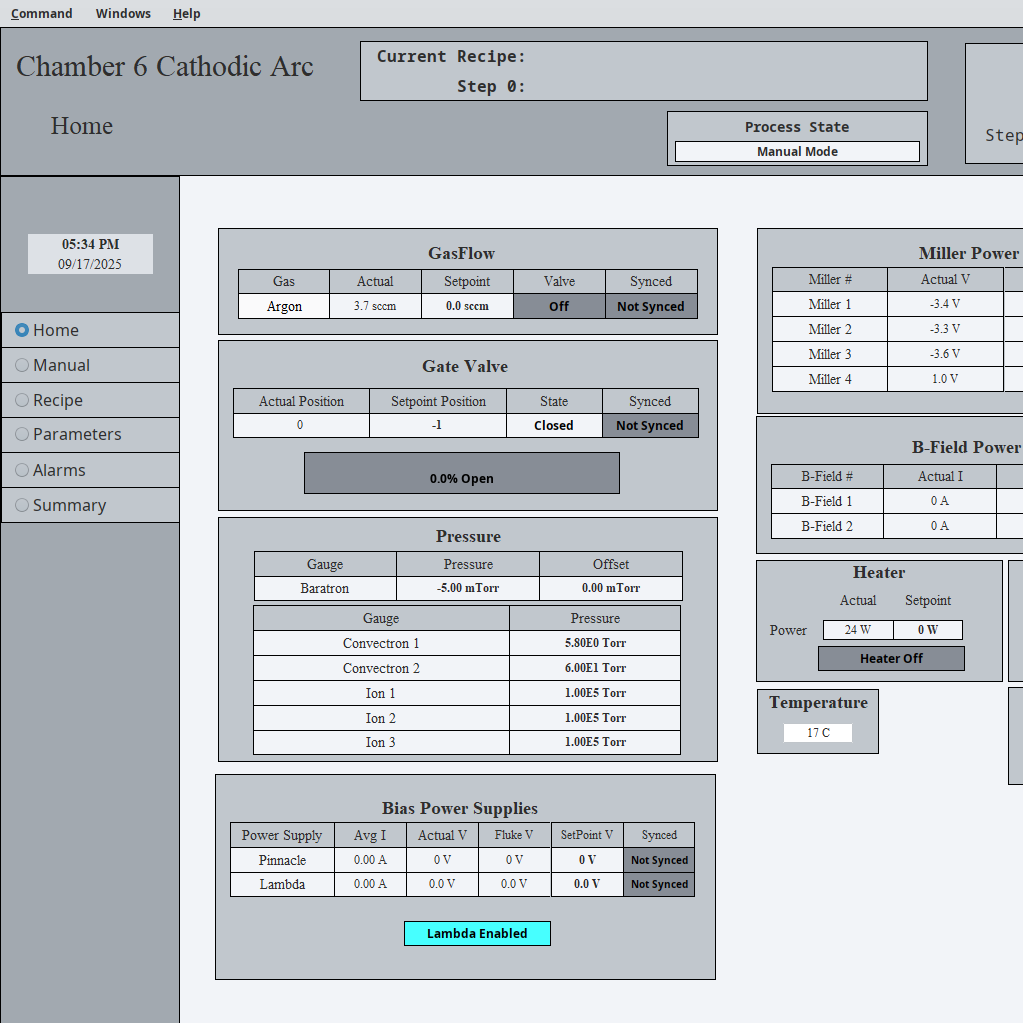 Command Windows Help
Chamber 6 Cathodic Arc
Home
Current Recipe:
Step 0:
Process State
Manual Mode
Step
05:34 PM
09/17/2025
Home
Manual
Recipe
Parameters
Alarms
Summary
GasFlow
Gas Actual Setpoint Valve Synced
Argon 3.7 sccm 0.0 sccm Off Not Synced
Gate Valve
Actual Position Setpoint Position State Synced
0 -1 Closed Not Synced
0.0% Open
Pressure
Gauge Pressure Offset
Baratron -5.00 mTorr 0.00 mTorr
Gauge Pressure
Convectron 1 5.80E0 Torr
Convectron 2 6.00E1 Torr
Ion 1 1.00E5 Torr
Ion 2 1.00E5 Torr
Ion 3 1.00E5 Torr
Bias Power Supplies
Power Supply Avg I Actual V Fluke V SetPoint V Synced
Pinnacle 0.00 A 0 V 0 V 0 V Not Synced
Lambda 0.00 A 0.0 V 0.0 V 0.0 V Not Synced
Lambda Enabled
Miller Power
Miller # Actual V
Miller 1 -3.4 V
Miller 2 -3.3 V
Miller 3 -3.6 V
Miller 4 1.0 V
B-Field Power
B-Field # Actual I
B-Field 1 0 A
B-Field 2 0 A
Heater
Actual Setpoint
Power 24 W 0 W
Heater Off
Temperature
17 C